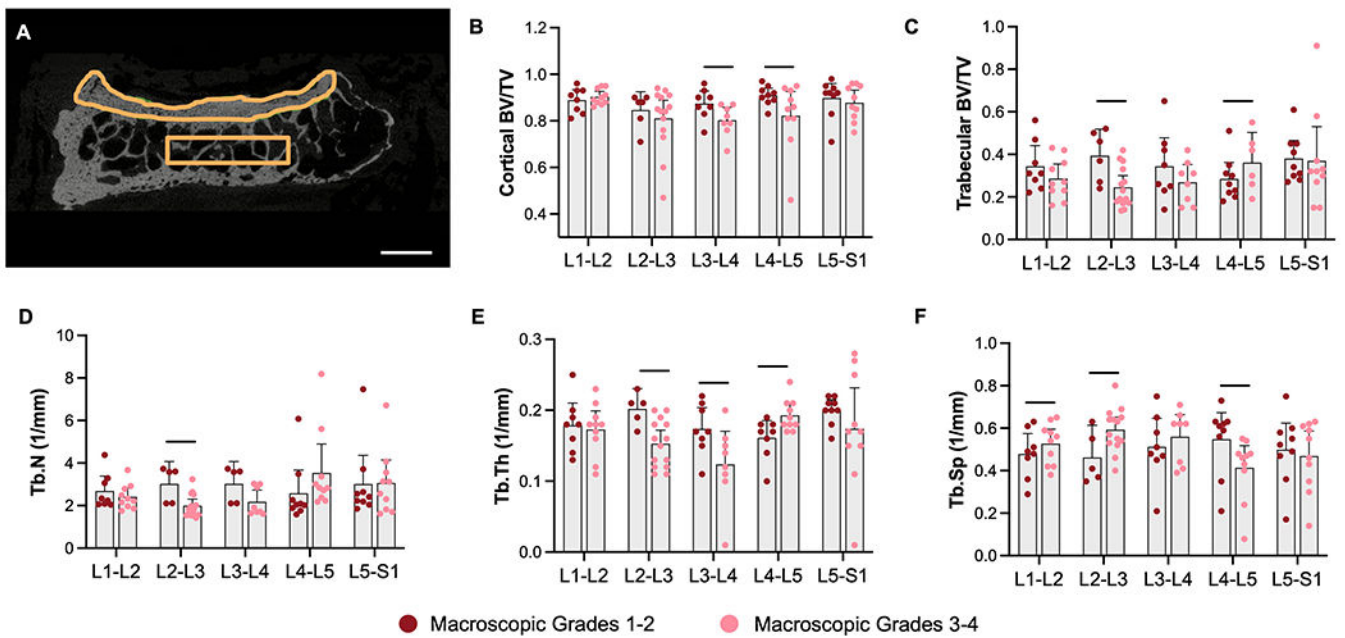 A
B
Cortical BV/TV
1.2
1.0
0.8
0.6
0.4
L1-L2 L2-L3 L3-L4 L4-L5 L5-S1
C
Trabecular BV/TV
1.0
0.8
0.6
0.4
0.2
0.0
L1-L2 L2-L3 L3-L4 L4-L5 L5-S1
D
Tb.N (1/mm)
10
8
6
4
2
0
L1-L2 L2-L3 L3-L4 L4-L5 L5-S1
E
Tb.Th (1/mm)
0.3
0.2
0.1
0.0
L1-L2 L2-L3 L3-L4 L4-L5 L5-S1
F
Tb.Sp (1/mm)
1.0
0.8
0.6
0.4
0.2
0.0
L1-L2 L2-L3 L3-L4 L4-L5 L5-S1
Macroscopic Grades 1-2 Macroscopic Grades 3-4